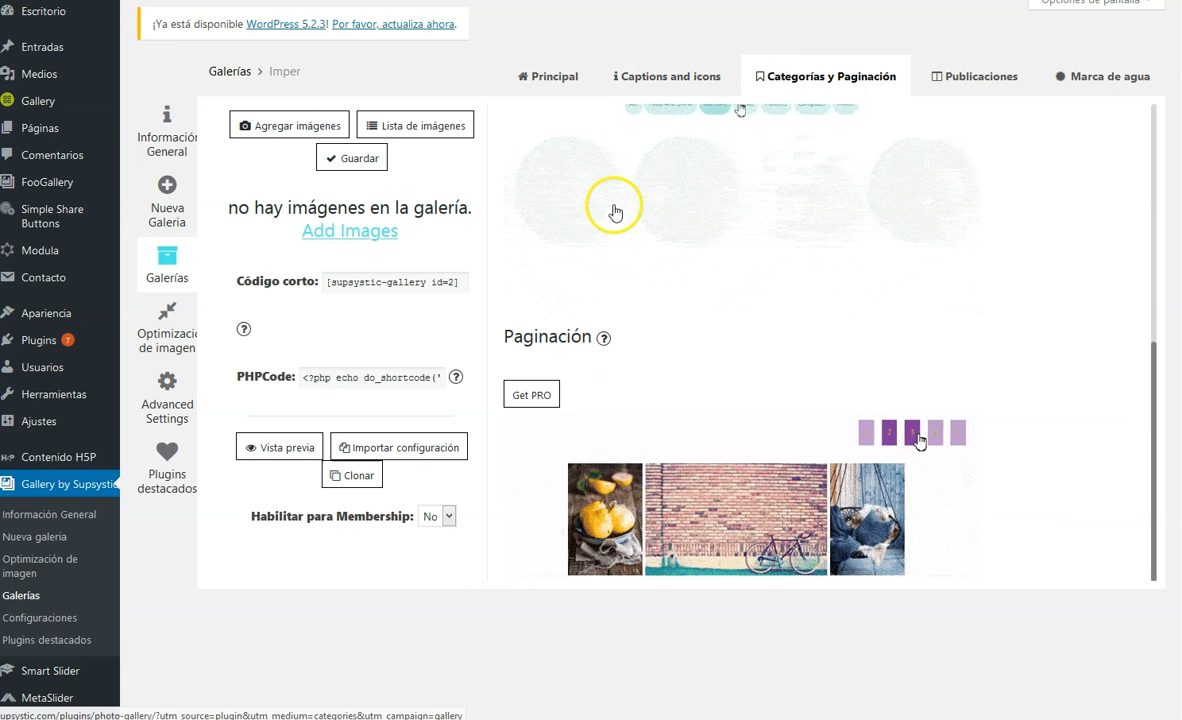 Escritorio
Entradas
Medios
Gallery
Páginas
Comentarios
FooGallery
Simple Share
Buttons
Modula
Contacto
Apariencia
Plugins 7
Usuarios
Herramientas
Ajustes
H-P Contenido H5P
Gallery by Supsystic
Información General
Nueva galeria
Optimización de
imagen
Galerías
Configuraciones
Plugins destacados
Smart Slider
MetaSlider
Opciones de pantalla
¡Ya está disponible WordPress 5.2.3! Por favor, actualiza ahora.
Galerías > Imper
Principal
Captions and icons
Categorías y Paginación
Publicaciones
Marca de agua
Información
General
Nueva
Galeria
Galerías
Optimizació
de imagen
Advanced
Settings
Plugins
destacados
Agregar imágenes
Lista de imágenes
Guardar
no hay imágenes en la galería.
Add Images
Código corto: [supsystic-gallery id=2]
?
PHPCode: <?php echo do_shortcode(' ?
Vista previa
Importar configuración
Clonar
Habilitar para Membership: No
Paginación ?
Get PRO
2 3
upsystic.com/plugins/photo-gallery/?utm_source=plugin&utm_medium=categories&utm_campaign=gallery